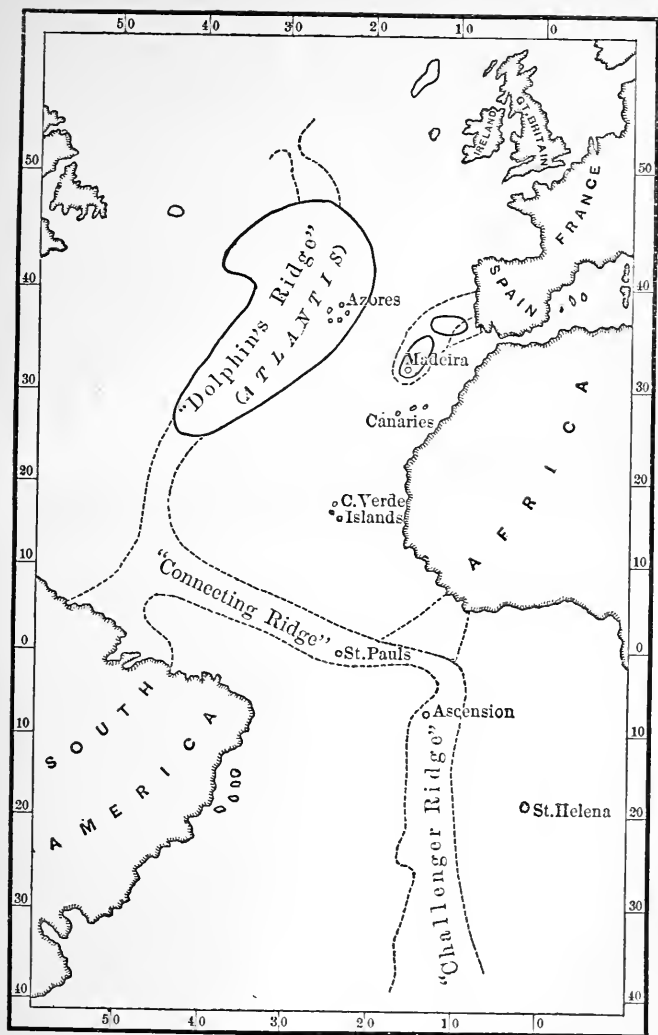 50 40 30 20 10 0
IRELAND
GT. BRITAIN
50
50
FRANCE
"Dolphin's Ridge"
(ATLANTIS)
SPAIN
40
40
Azores
Madeira
30
30
Canaries
AFRICA
20
20
C. Verde
Islands
10
10
"Connecting Ridge"
0
0
St. Pauls
SOUTH
AMERICA
Ascension
10
10
"Challenger Ridge"
St. Helena
20
20
30
30
40
40
50 40 30 20 10 0